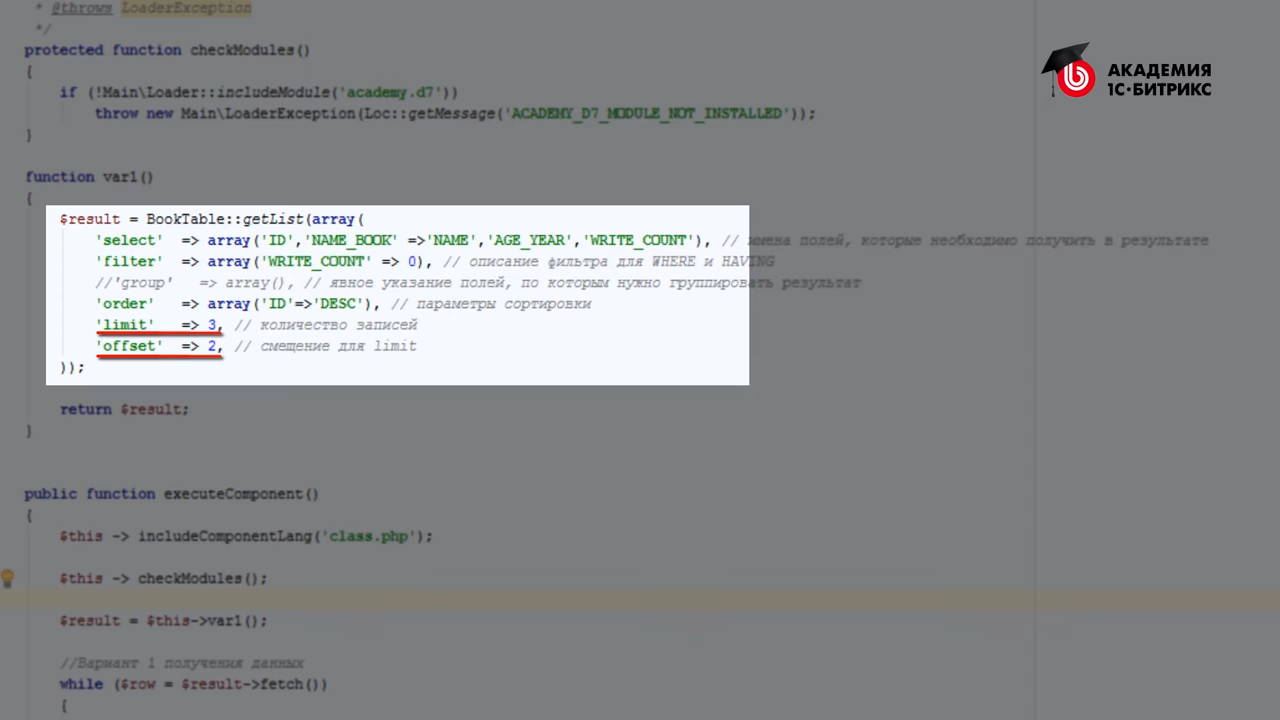 * @throws LoaderException
*/
protected function checkModules()
{
if (!Main\Loader::includeModule('academy.d7'))
throw new Main\LoaderException(Loc::getMessage('ACADEMY_D7_MODULE_NOT_INSTALLED'));
}
АКАДЕМИЯ
1С·БИТРИКС
function var1()
{
$result = BookTable::getList(array(
'select' => array('ID','NAME_BOOK' =>'NAME','AGE_YEAR','WRITE_COUNT'), // имена полей, которые необходимо получить в результате
'filter' => array('WRITE_COUNT' => 0), // описание фильтра для WHERE и HAVING
//'group' => array(), // явное указание полей, по которым нужно группировать результат
'order' => array('ID'=>'DESC'), // параметры сортировки
'limit' => 3, // количество записей
'offset' => 2, // смещение для limit
));
return $result;
}
public function executeComponent()
{
$this -> includeComponentLang('class.php');
$this -> checkModules();
$result = $this->var1();
//Вариант 1 получения данных
while ($row = $result->fetch())
{